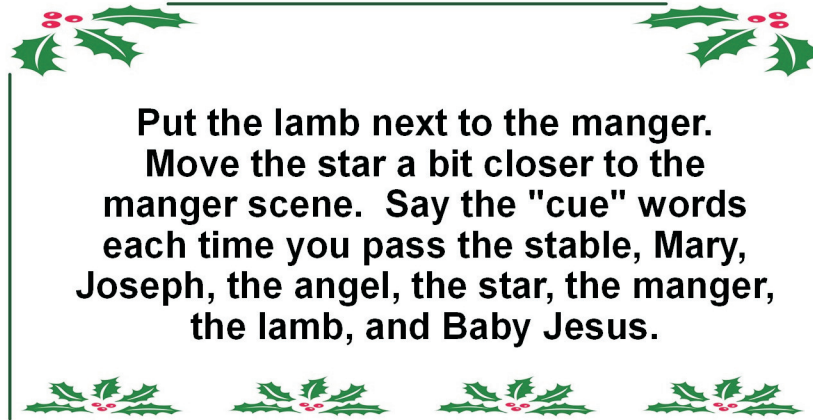 Put the lamb next to the manger.
Move the star a bit closer to the
manger scene.  Say the "cue" words
each time you pass the stable, Mary,
Joseph, the angel, the star, the manger,
the lamb, and Baby Jesus.